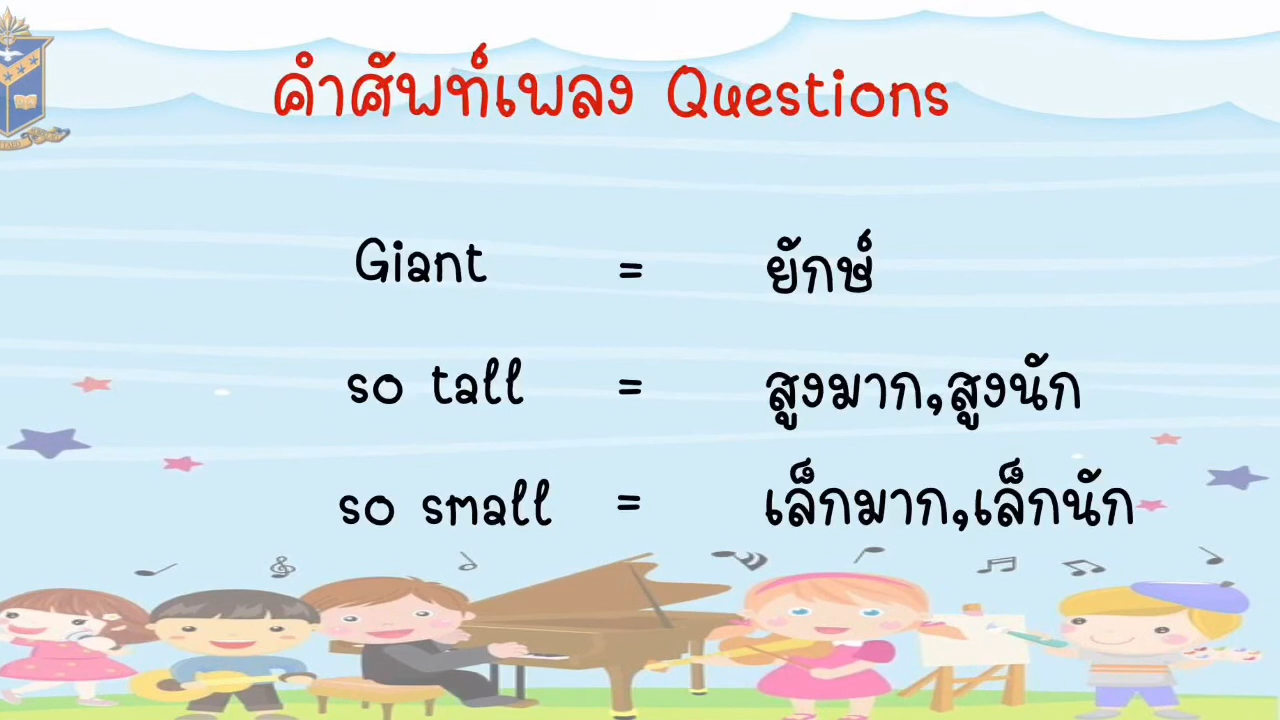 คำศัพท์เพลง Questions
Giant = ยักษ์
so tall = สูงมาก,สูงนัก
so small = เล็กมาก,เล็กนัก